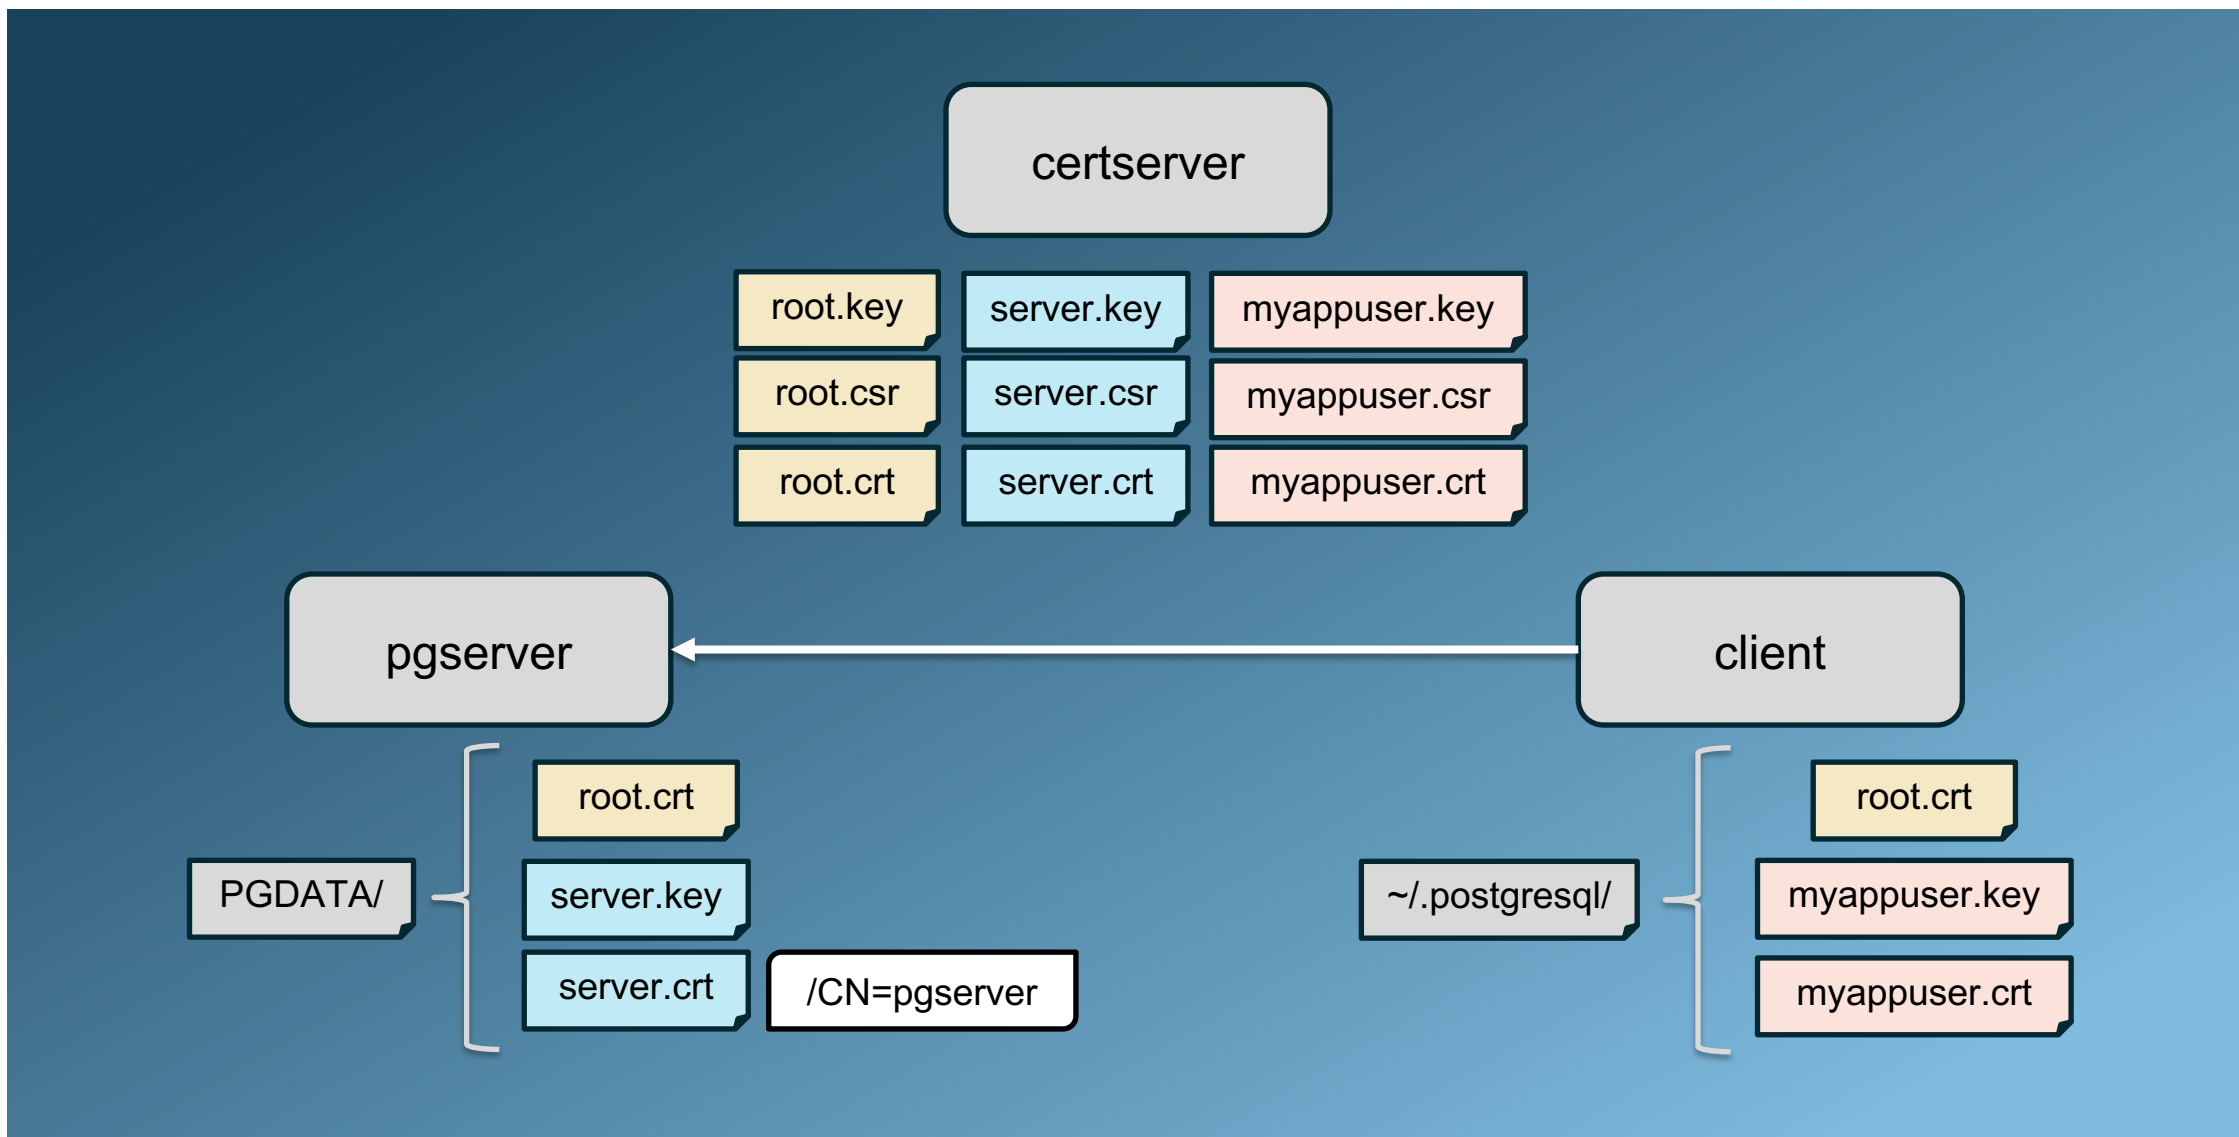 certserver
root.key
server.key
myappuser.key
root.csr
server.csr
myappuser.csr
root.crt
server.crt
myappuser.crt
pgserver
client
PGDATA/
root.crt
server.key
server.crt
/CN=pgserver
~/.postgresql/
root.crt
myappuser.key
myappuser.crt